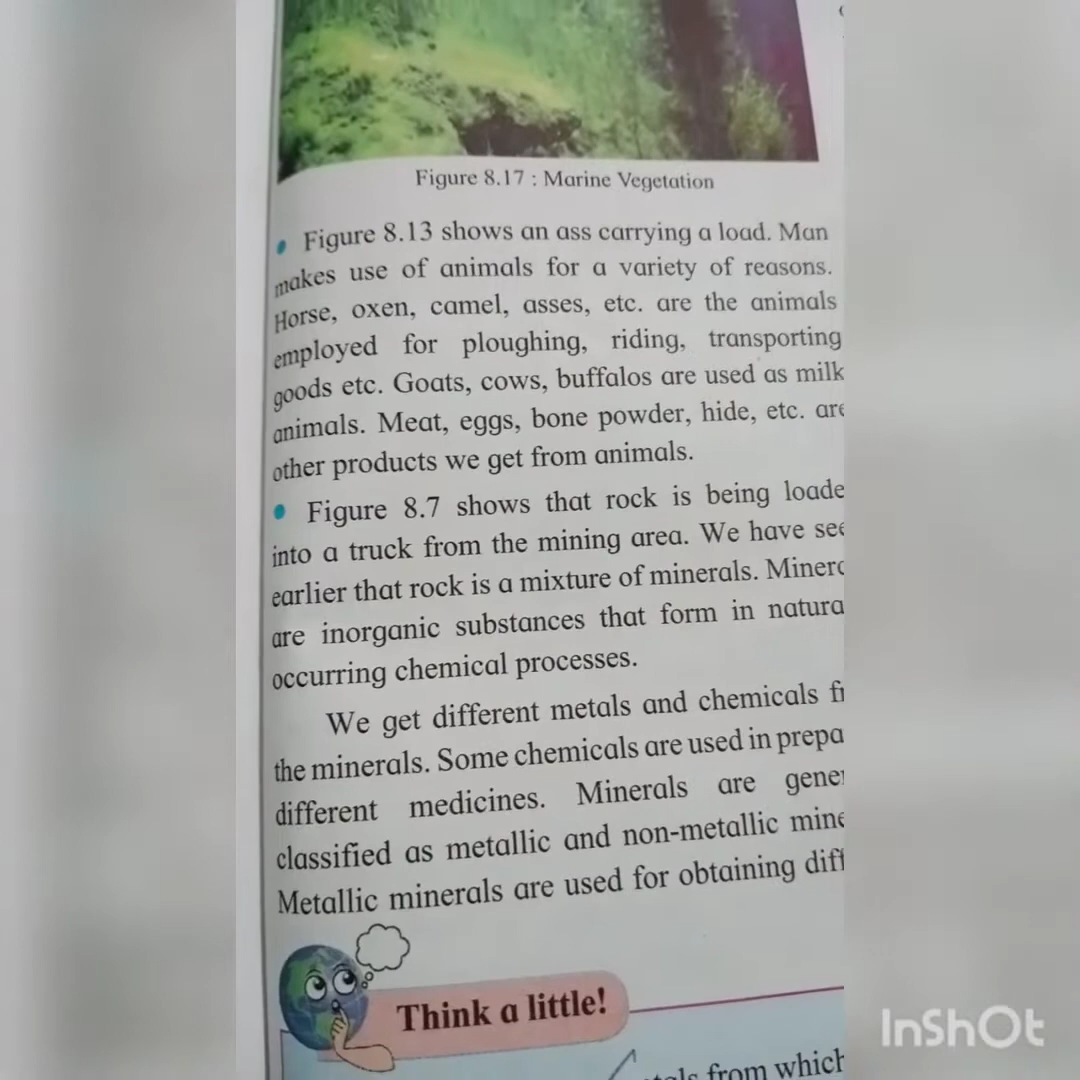 Figure 8.17 : Marine Vegetation
• Figure 8.13 shows an ass carrying a load. Man
makes use of animals for a variety of reasons.
Horse, oxen, camel, asses, etc. are the animals
employed for ploughing, riding, transporting
goods etc. Goats, cows, buffalos are used as milk
animals. Meat, eggs, bone powder, hide, etc. are
other products we get from animals.
• Figure 8.7 shows that rock is being loade
into a truck from the mining area. We have see
earlier that rock is a mixture of minerals. Miner
are inorganic substances that form in natura
occurring chemical processes.
We get different metals and chemicals
the minerals. Some chemicals are used in prepa
different medicines. Minerals are gener
classified as metallic and non-metallic mine
Metallic minerals are used for obtaining diff
Think a little!
from which
InShOt